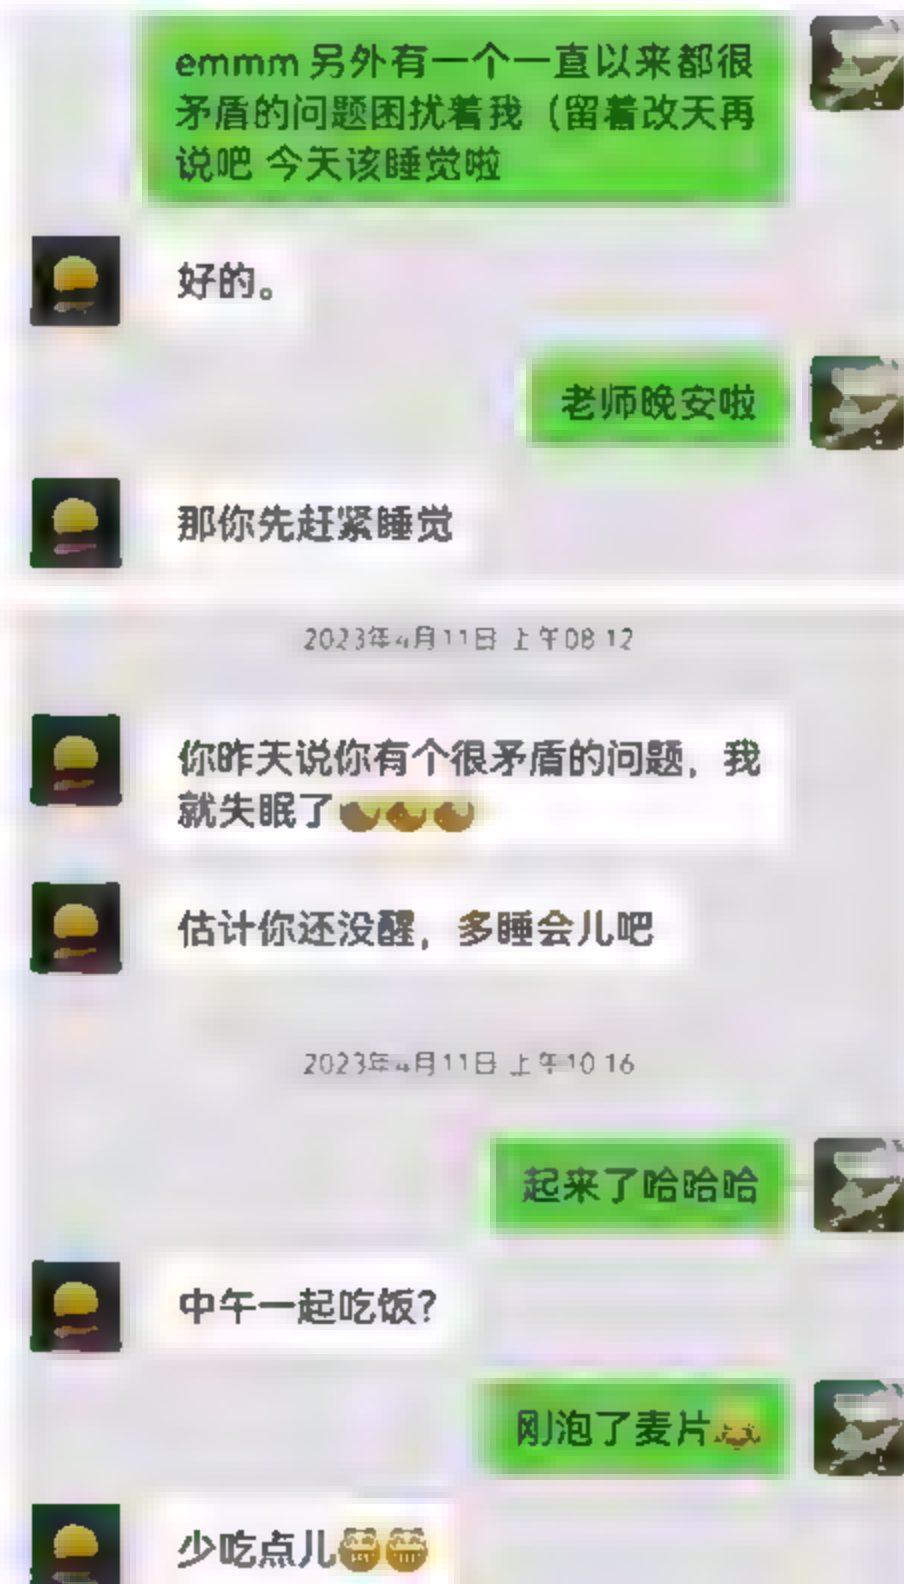 emmm 另外有一个一直以来都很
矛盾的问题困扰着我（留着改天再
说吧 今天该睡觉啦
好的。
老师晚安啦
那你先赶紧睡觉
2023年4月11日 上午08:12
你昨天说你有个很矛盾的问题，我
就失眠了
估计你还没醒，多睡会儿吧
2023年4月11日 上午10:16
起来了哈哈哈
中午一起吃饭？
刚泡了麦片
少吃点儿